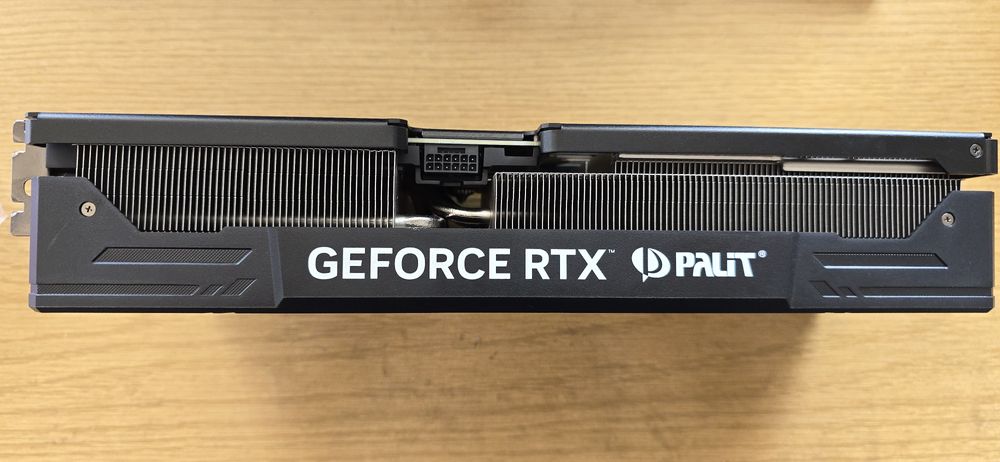 GEFORCE RTX™ PALIT®